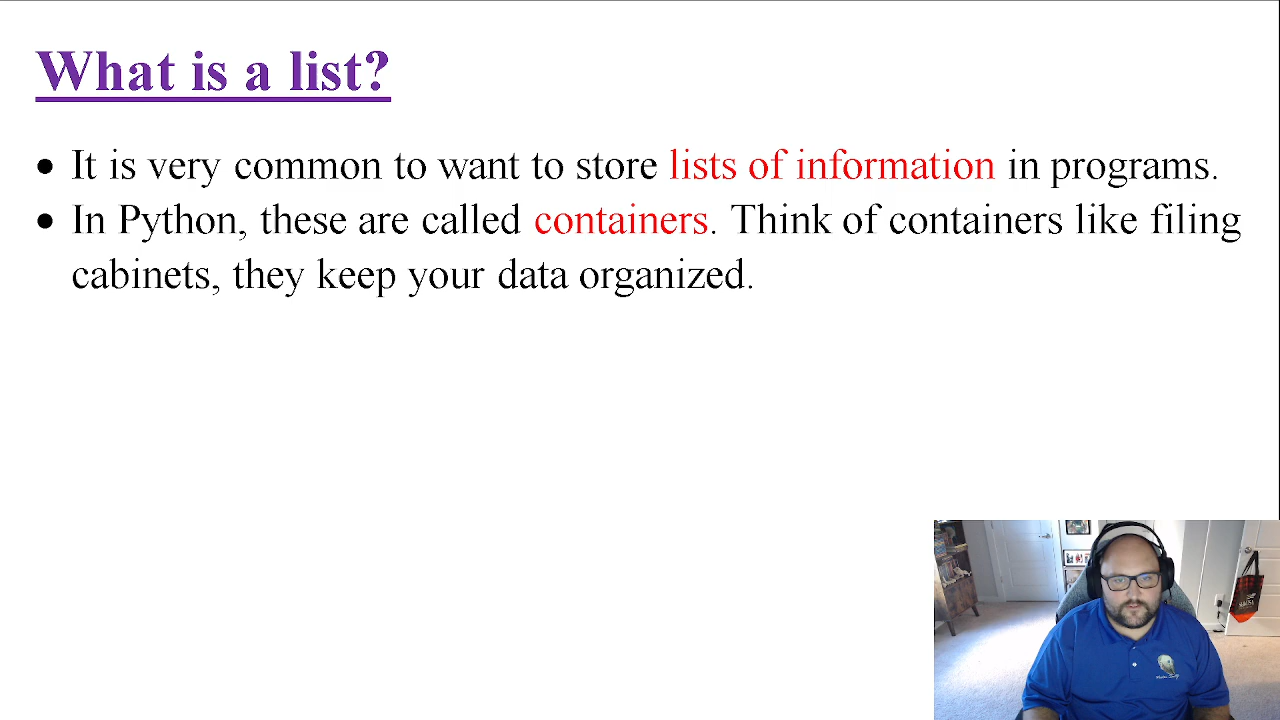 What is a list?
• It is very common to want to store lists of information in programs.
• In Python, these are called containers. Think of containers like filing
cabinets, they keep your data organized.